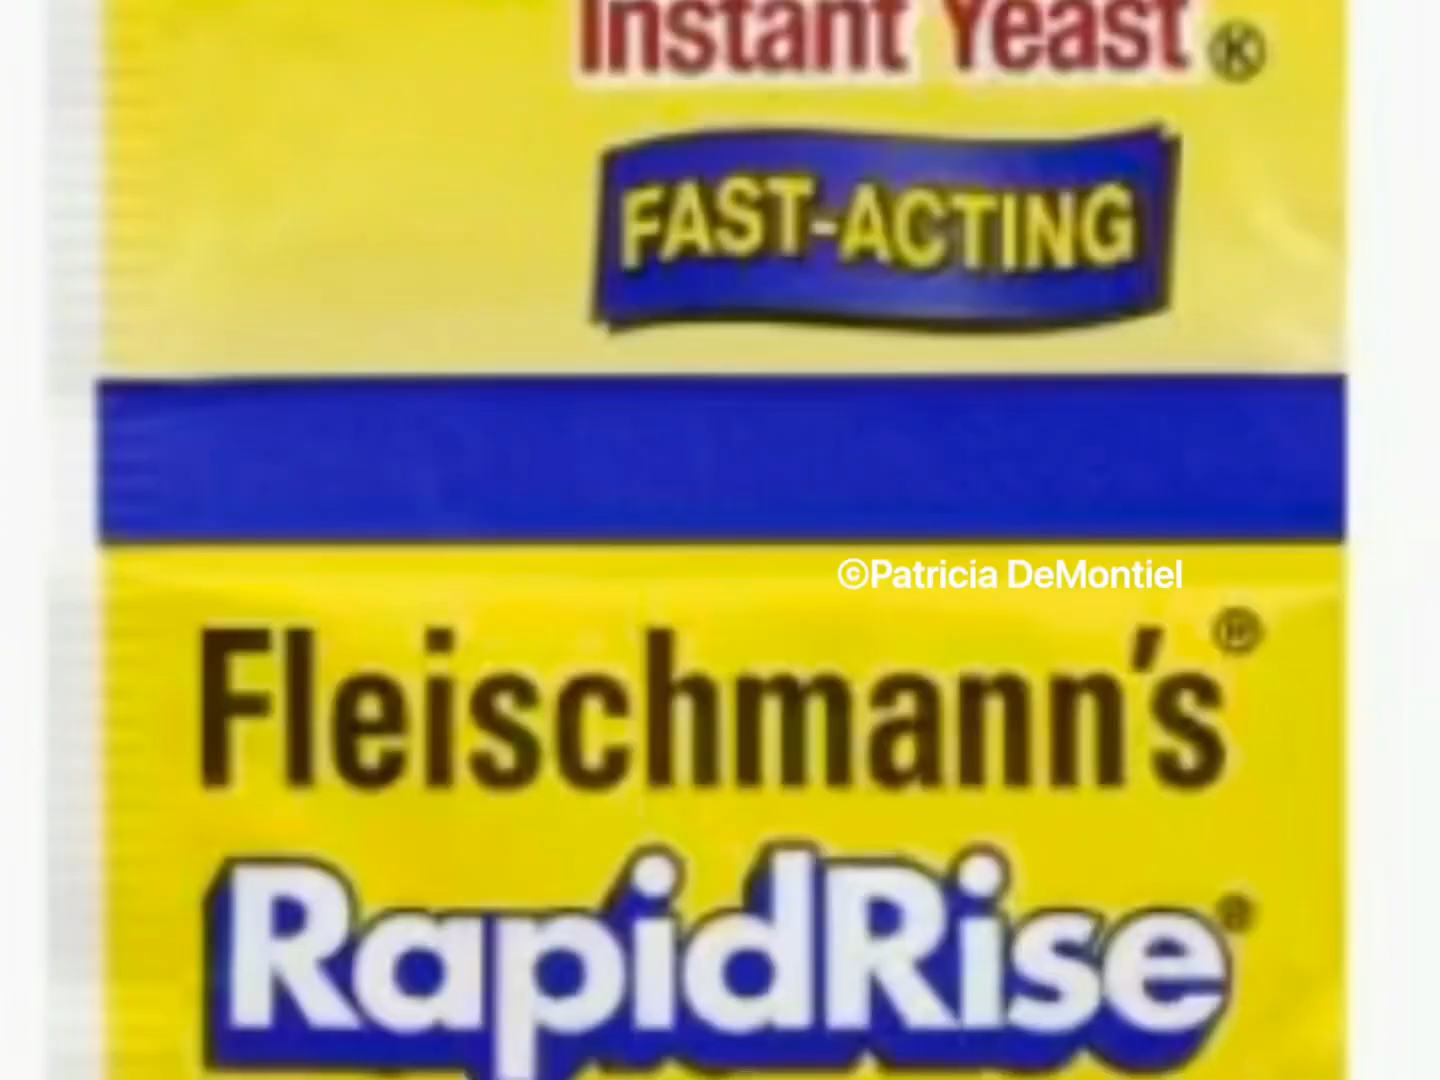 Instant Yeast Ⓚ
FAST-ACTING
©Patricia DeMontiel
Fleischmann's®
RapidRise®